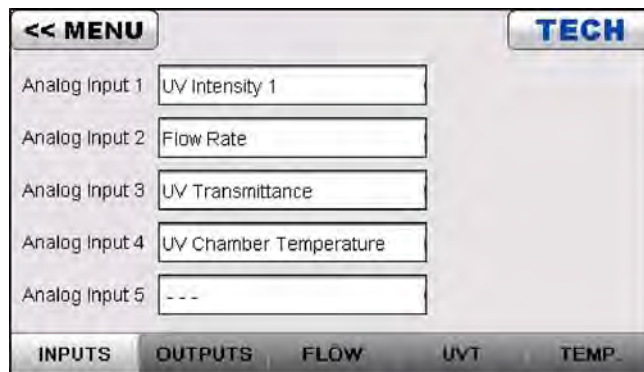 << MENU TECH
Analog Input 1 UV Intensity 1
Analog Input 2 Flow Rate
Analog Input 3 UV Transmittance
Analog Input 4 UV Chamber Temperature
Analog Input 5 ---
INPUTS OUTPUTS FLOW UVT TEMP.